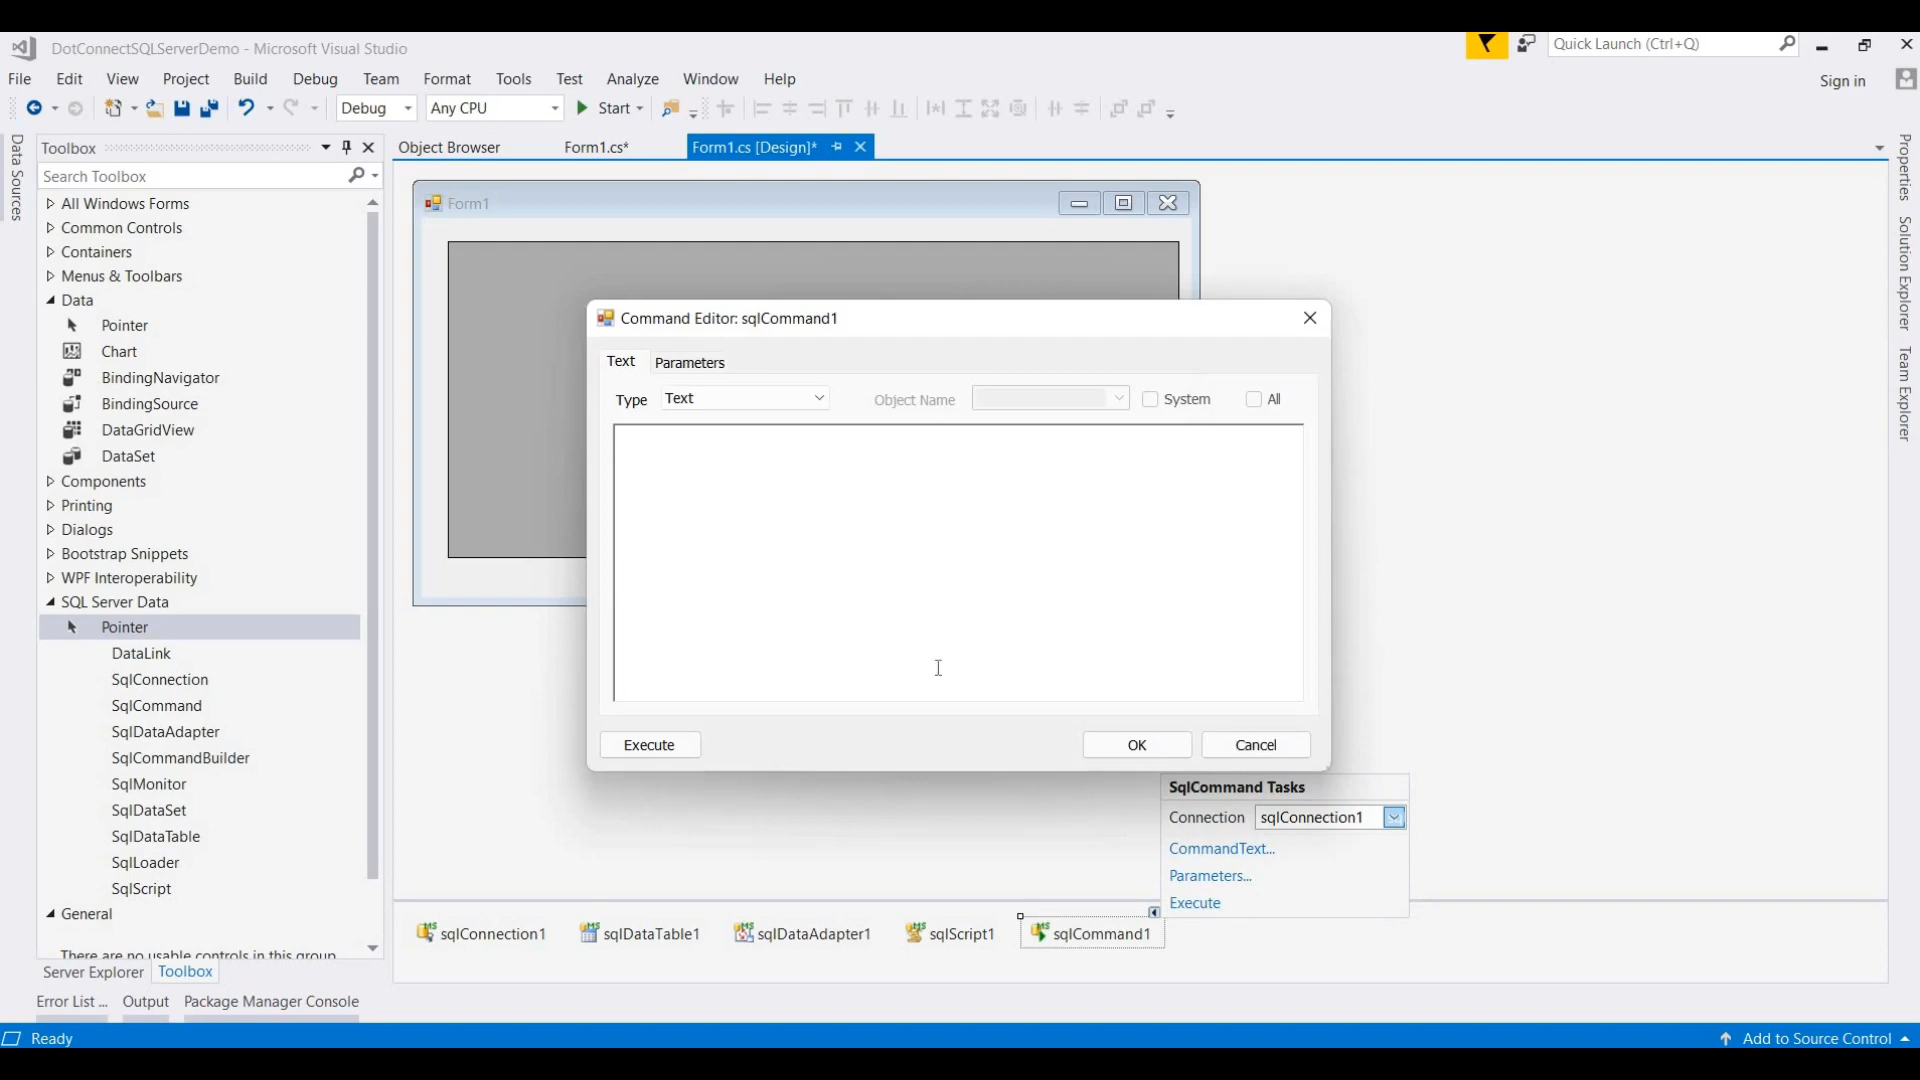 DotConnectSQLServerDemo - Microsoft Visual Studio
Quick Launch (Ctrl+Q)
File Edit View Project Build Debug Team Format Tools Test Analyze Window Help
Sign in
Debug Any CPU Start
Data Sources
Toolbox
Search Toolbox
All Windows Forms
Common Controls
Containers
Menus & Toolbars
Data
Pointer
Chart
BindingNavigator
BindingSource
DataGridView
DataSet
Components
Printing
Dialogs
Bootstrap Snippets
WPF Interoperability
SQL Server Data
Pointer
DataLink
SqlConnection
SqlCommand
SqlDataAdapter
SqlCommandBuilder
SqlMonitor
SqlDataSet
SqlDataTable
SqlLoader
SqlScript
General
There are no usable controls in this group.
Server Explorer Toolbox
Error List ... Output Package Manager Console
Object Browser Form1.cs* Form1.cs [Design]*
Form1
Command Editor: sqlCommand1
Text Parameters
Type Text Object Name System All
Execute OK Cancel
SqlCommand Tasks
Connection sqlConnection1
CommandText...
Parameters...
Execute
sqlConnection1 sqlDataTable1 sqlDataAdapter1 sqlScript1 sqlCommand1
Properties
Solution Explorer
Team Explorer
Ready
Add to Source Control